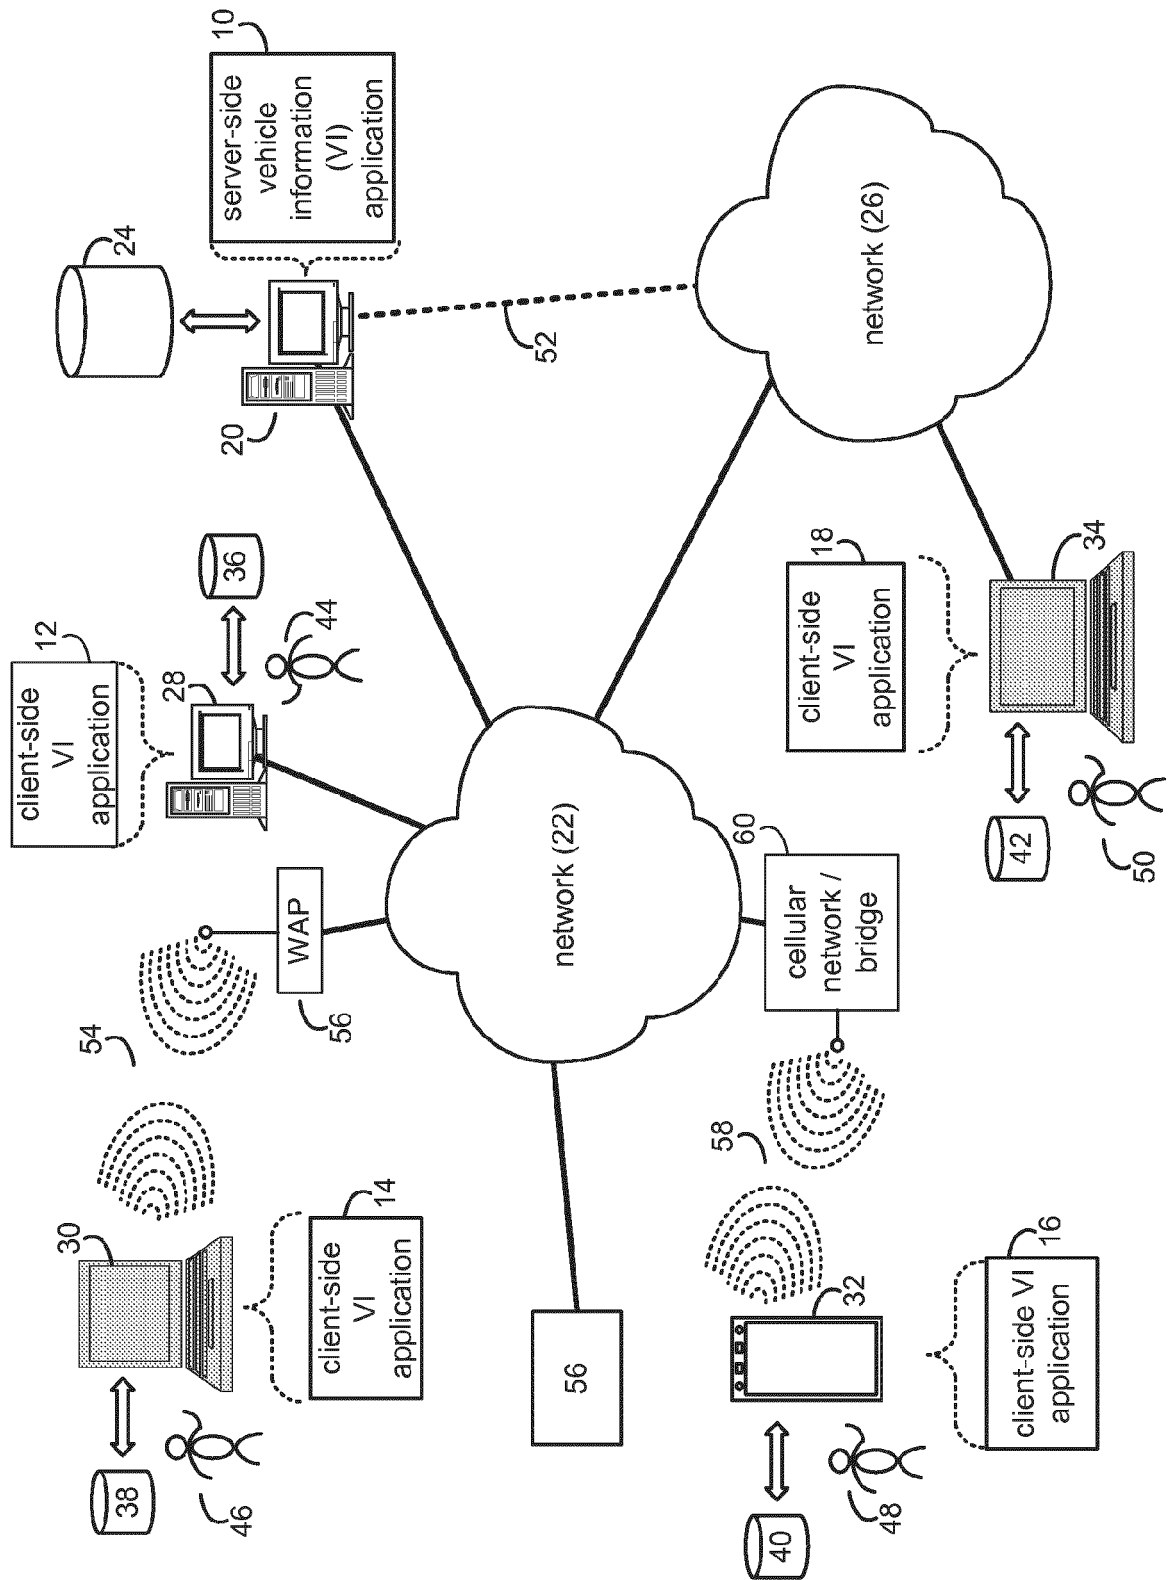 38
30
46
client-side
VI
application
14
54
56
WAP
client-side
VI
application
12
28
36
44
24
20
server-side
vehicle
information
(VI)
application
10
52
56
network (22)
network (26)
40
32
48
client-side VI
application
16
58
cellular
network /
bridge
60
client-side
VI
application
18
42
34
50